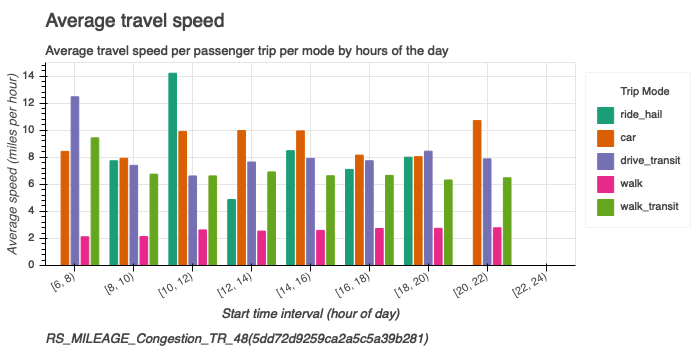 Average travel speed
Average travel speed per passenger trip per mode by hours of the day
Average speed (miles per hour)
14
12
10
8
6
4
2
0
[6, 8)
[8, 10)
[10, 12)
[12, 14)
[14, 16)
[16, 18)
[18, 20)
[20, 22)
[22, 24)
Start time interval (hour of day)
Trip Mode
ride_hail
car
drive_transit
walk
walk_transit
RS_MILEAGE_Congestion_TR_48(5dd72d9259ca2a5c5a39b281)